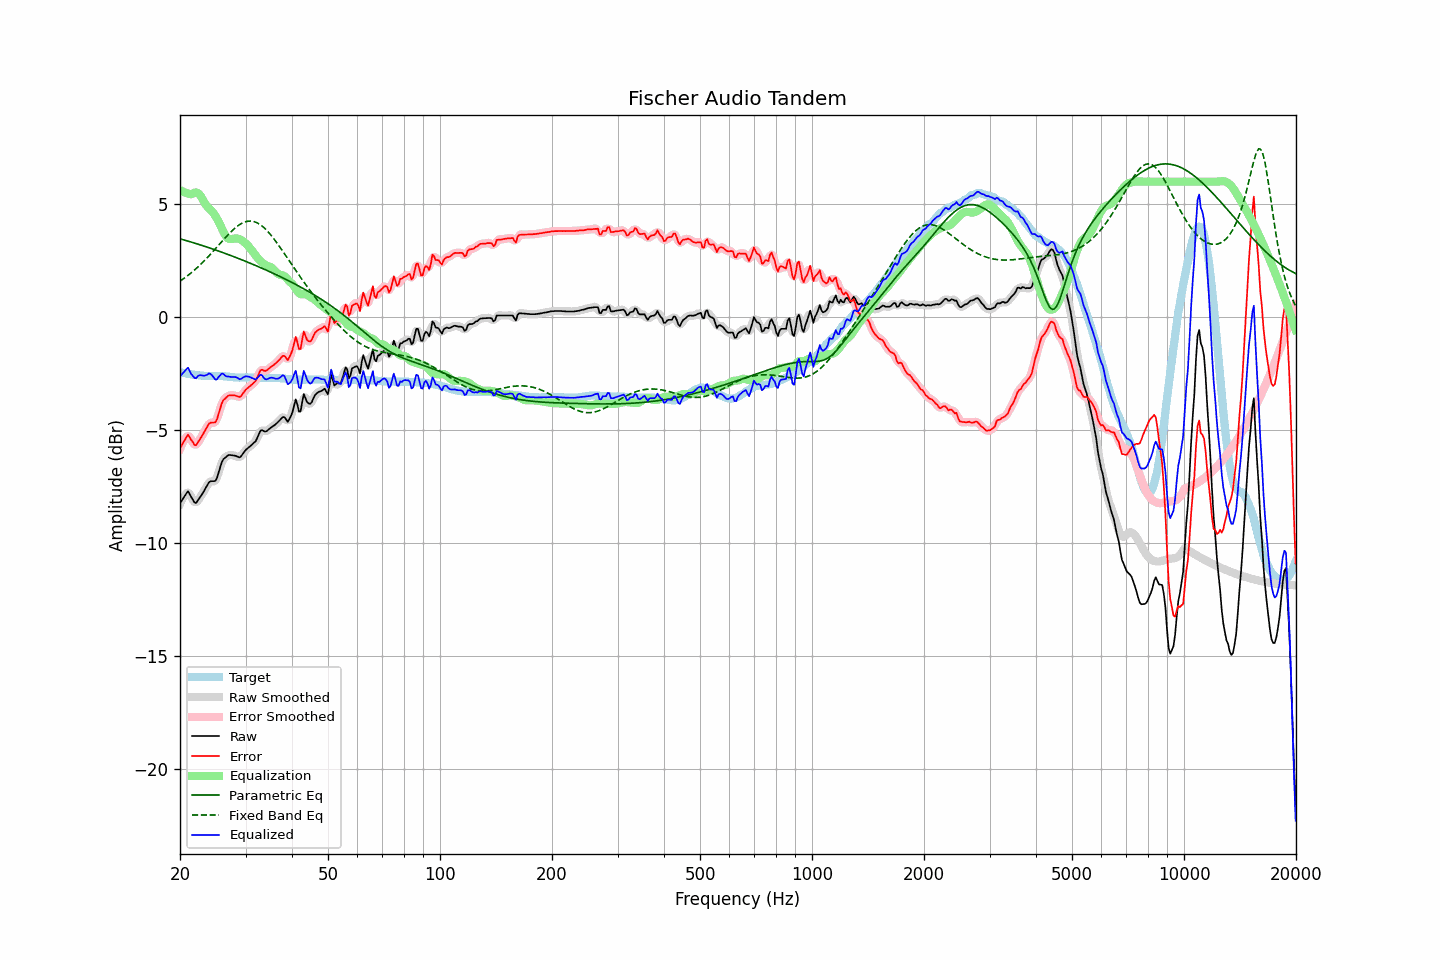 Fischer Audio Tandem
Amplitude (dBr)
5
0
−5
−10
−15
−20
Target
Raw Smoothed
Error Smoothed
Raw
Error
Equalization
Parametric Eq
Fixed Band Eq
Equalized
20 50 100 200 500 1000 2000 5000 10000 20000
Frequency (Hz)